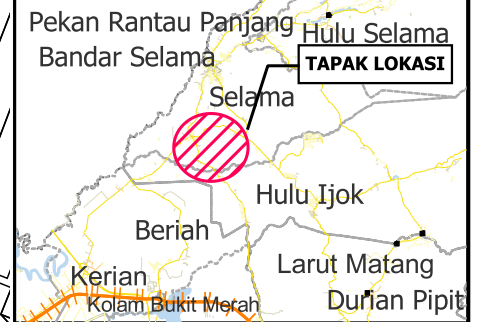 Pekan Rantau Panjang
Hulu Selama
Bandar Selama
TAPAK LOKASI
Selama
Hulu Ijok
Beriah
Larut Matang
Kerian
Kolam Bukit Merah
Durian Pipit